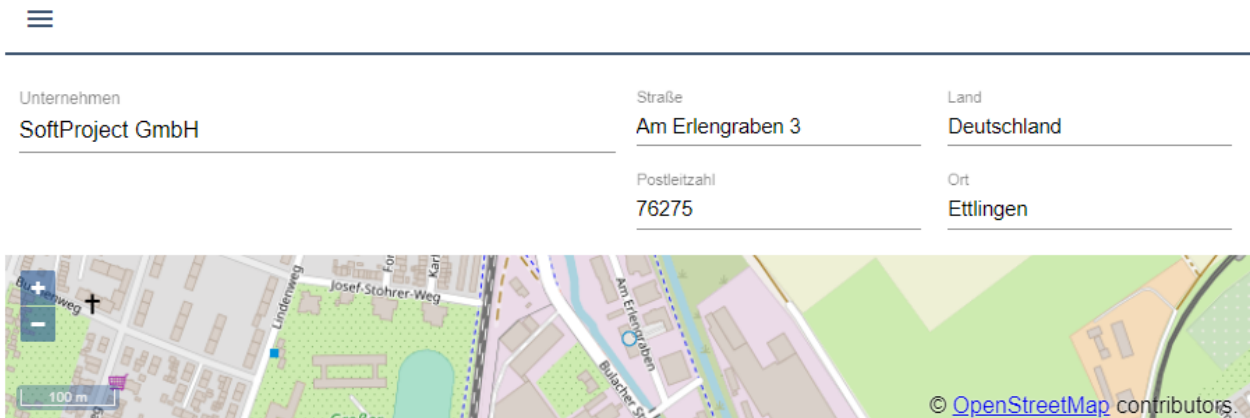 Unternehmen
SoftProject GmbH
Straße
Am Erlengraben 3
Land
Deutschland
Postleitzahl
76275
Ort
Ettlingen
Josef-Stohrer-Weg
Lindenweg
Am Erlengraben
Bulacher
+
−
100 m
© OpenStreetMap contributors